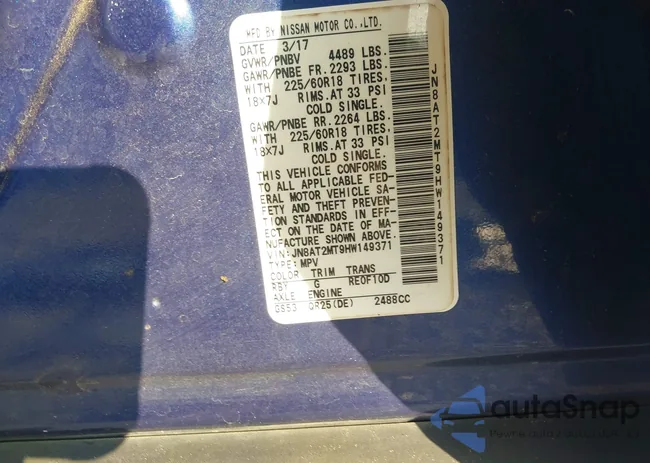 MFD BY NISSAN MOTOR CO.,LTD.
DATE 3/17
GVWR/PNBV 4489 LBS.
GAWR/PNBE FR. 2293 LBS.
WITH 225/60R18 TIRES,
18×7J RIMS.AT 33 PSI
COLD SINGLE.
GAWR/PNBE RR. 2264 LBS.
WITH 225/60R18 TIRES,
18×7J RIMS.AT 33 PSI
COLD SINGLE.
THIS VEHICLE CONFORMS
TO ALL APPLICABLE FED-
ERAL MOTOR VEHICLE SA-
FETY AND THEFT PREVEN-
TION STANDARDS IN EFF-
ECT ON THE DATE OF MA-
NUFACTURE SHOWN ABOVE.
VIN:JN8AT2MT9HW149371
TYPE:MPV
COLOR TRIM TRANS
RBY G RE0F10D
AXLE ENGINE
GS53 QR25(DE) 2488CC
JN8AT2MT9HW149371
autoSnap